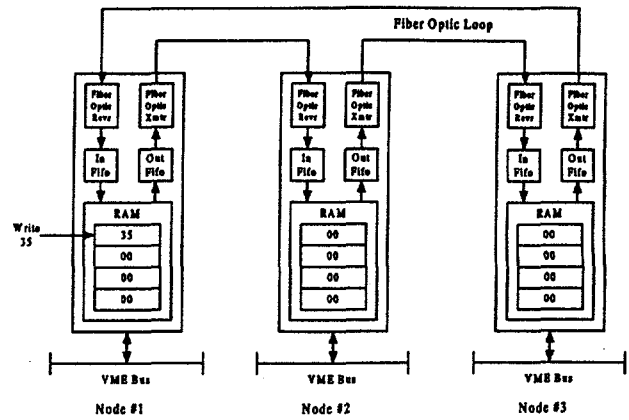 Fiber Optic Loop
Fiber
Optic
Rcvr
Fiber
Optic
Xmtr
In
Fifo
Out
Fifo
RAM
Write
35
35
00
00
00
VME Bus
Node #1
Fiber
Optic
Rcvr
Fiber
Optic
Xmtr
In
Fifo
Out
Fifo
RAM
00
00
00
00
VME Bus
Node #2
Fiber
Optic
Rcvr
Fiber
Optic
Xmtr
In
Fifo
Out
Fifo
RAM
00
00
00
00
VME Bus
Node #3